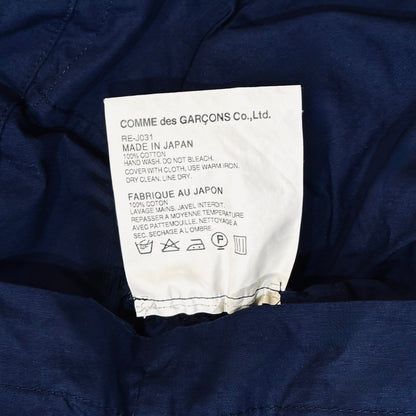 COMME des GARÇONS Co.,Ltd.
RE-J031
MADE IN JAPAN
100% COTTON
HAND WASK. DO NOT BLEACH.
COVER WITH CLOTH, USE WARM IRON.
DRY CLEAN. LINE DRY.
FABRIQUE AU JAPON
100% COTON
LAVAGE MAINS. JAVEL INTERDIT.
REPASSER A MOYENNE TEMPERATURE
AVEC PATTEMOUILLE. NETTOYAGE A
SEC. SECHAGE A L'OMBRE.
P